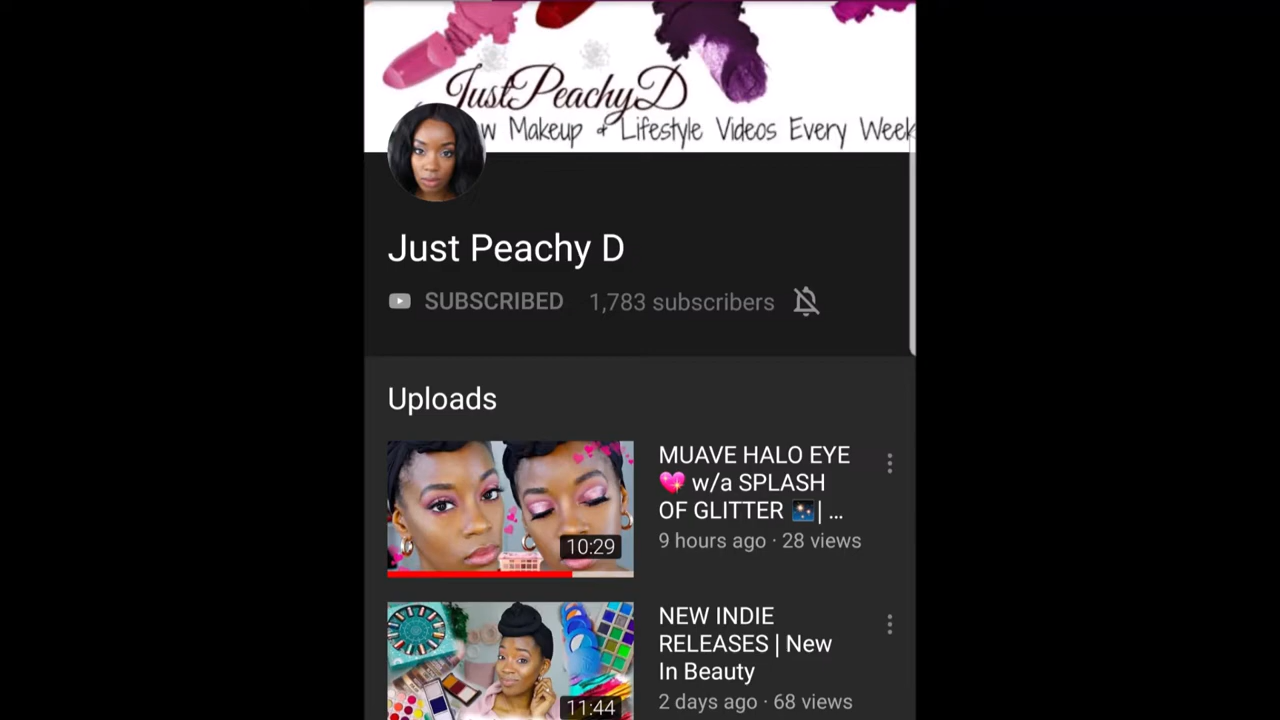 JustPeachyD
Makeup & Lifestyle Videos Every Week
Just Peachy D
SUBSCRIBED 1,783 subscribers
Uploads
MUAVE HALO EYE
💖 w/a SPLASH
OF GLITTER 🎇| ...
9 hours ago · 28 views
10:29
NEW INDIE
RELEASES | New
In Beauty
2 days ago · 68 views
11:44